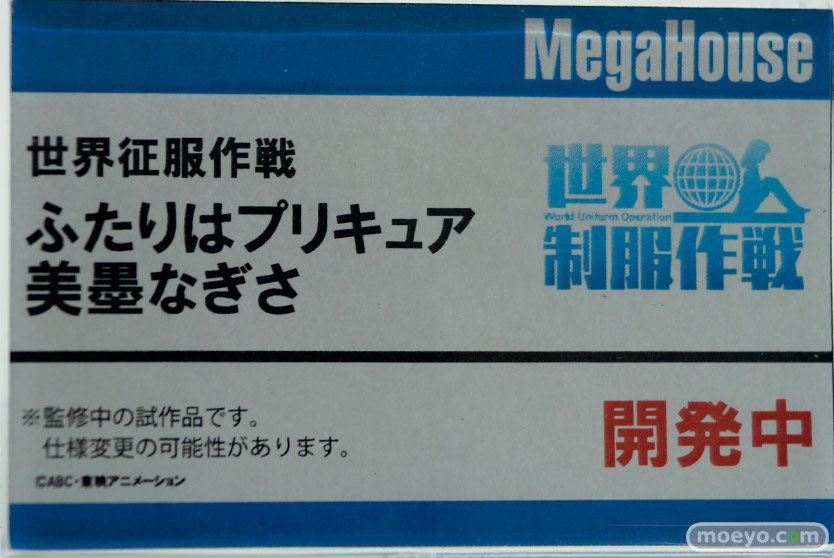 MegaHouse
世界征服作戦
ふたりはプリキュア
美墨なぎさ
世界
World Uniform Operation
制服作戦
※監修中の試作品です。
仕様変更の可能性があります。
開発中
©ABC・東映アニメーション
moeyo.com